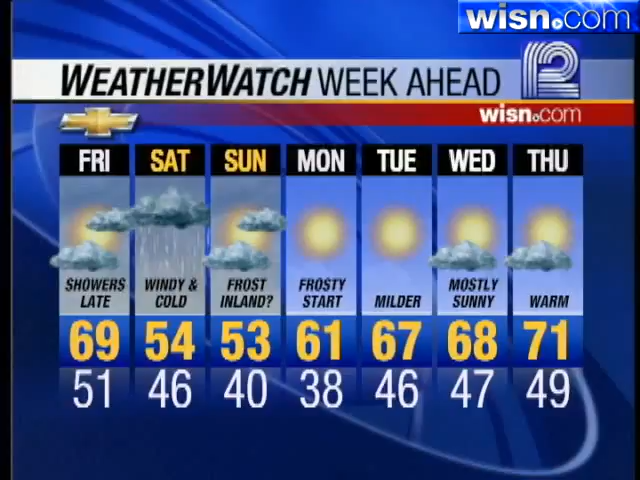 wisn.com
WEATHERWATCH WEEK AHEAD 12
wisn.com
FRI SAT SUN MON TUE WED THU
SHOWERS LATE WINDY & COLD FROST INLAND? FROSTY START MILDER MOSTLY SUNNY WARM
69 54 53 61 67 68 71
51 46 40 38 46 47 49